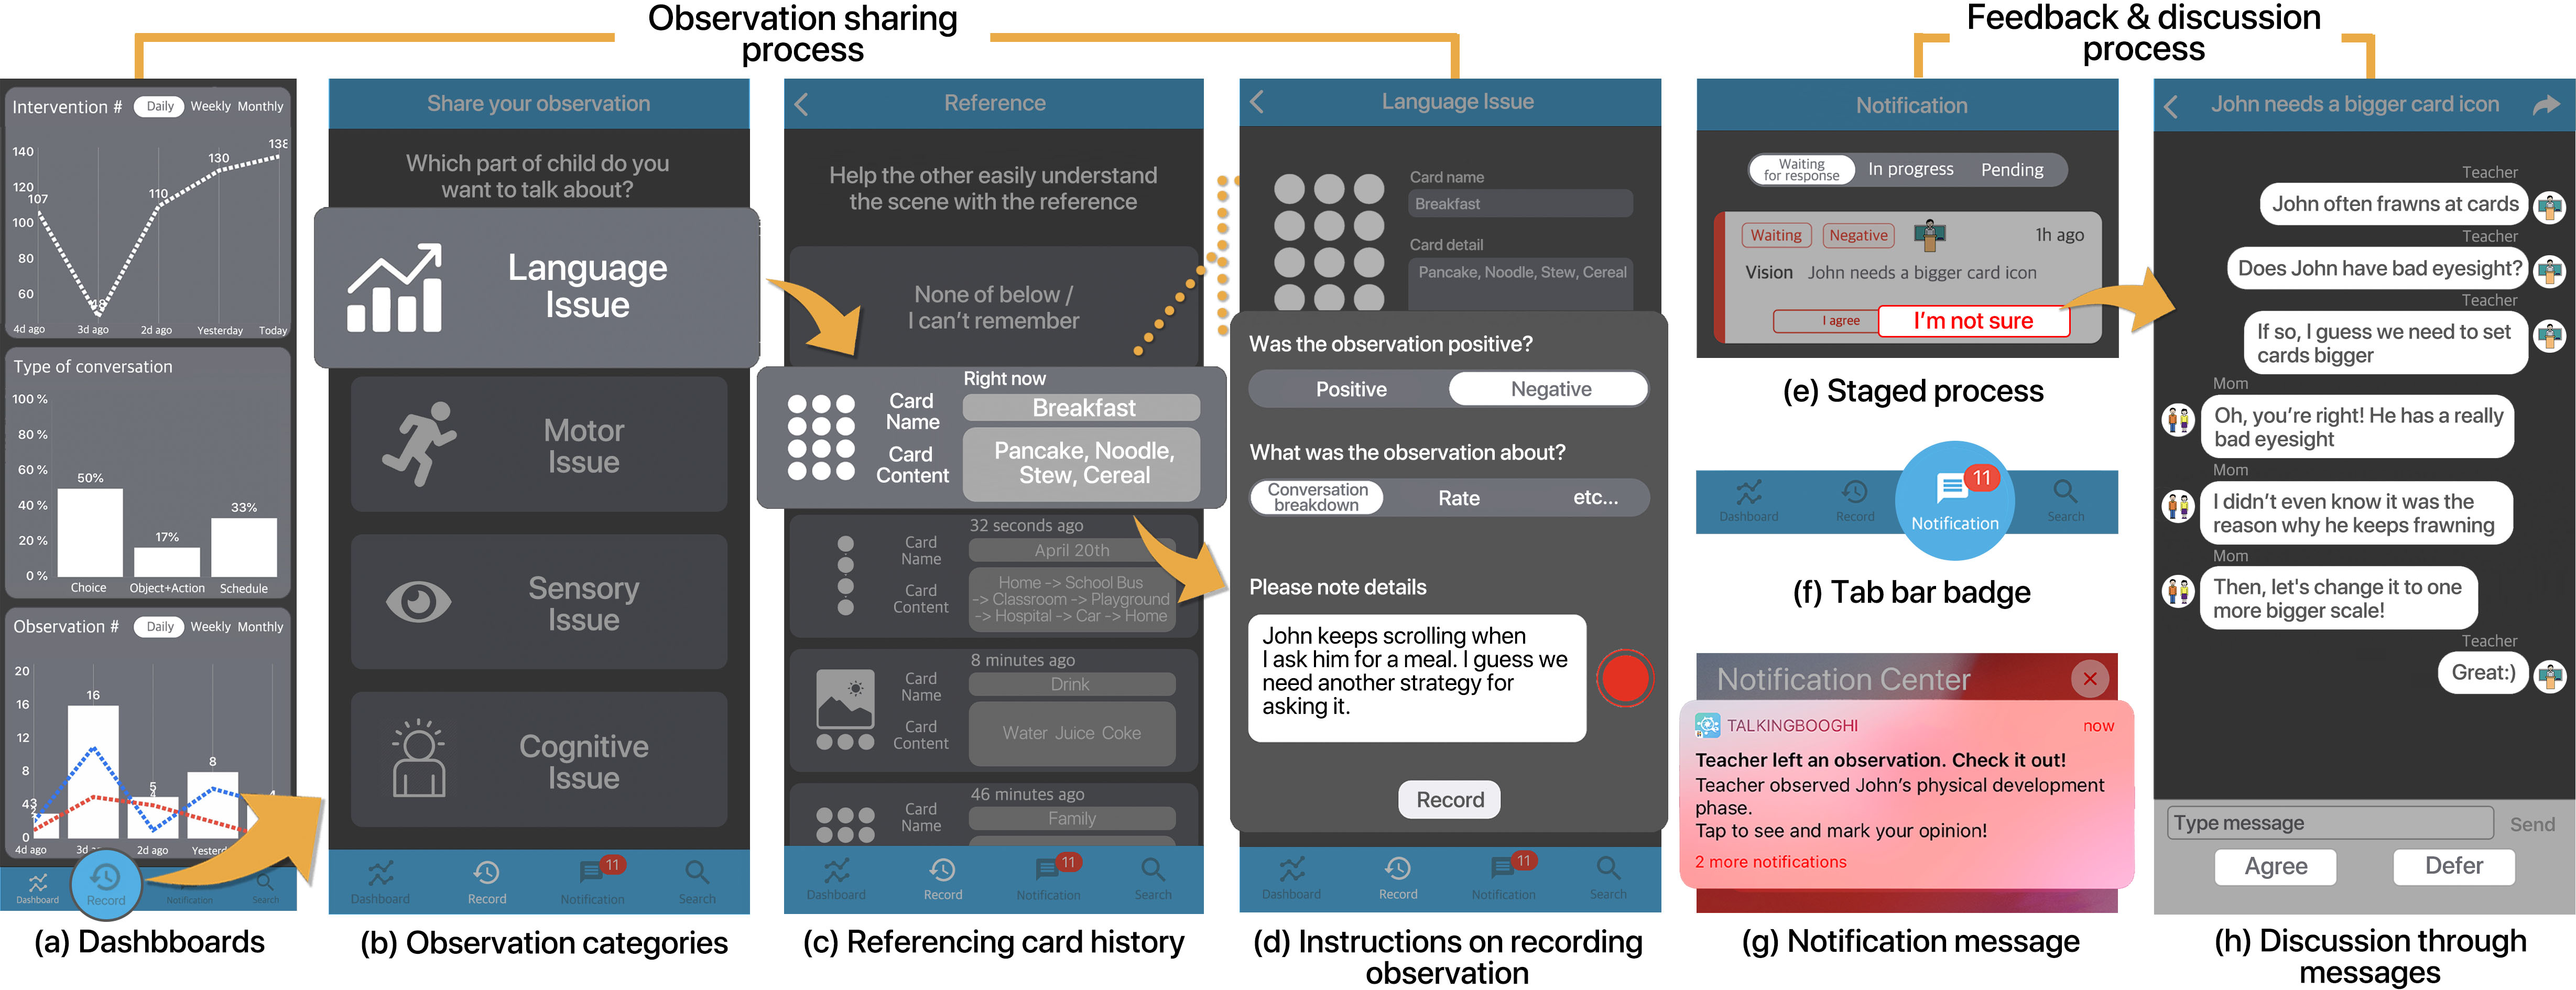 Observation sharing
process
Feedback & discussion
process
Intervention #
Daily
Weekly
Monthly
140
120
107
100
80
60
48
110
130
138
4d ago
3d ago
2d ago
Yesterday
Today
Type of conversation
100 %
80 %
60 %
40 %
20 %
0 %
50%
17%
33%
Choice
Object+Action
Schedule
Observation #
Daily
Weekly
Monthly
20
16
12
8
4
0
43
16
5
8
4d ago
2d ago
Dashboard
Record
Notification
Search
(a) Dashbboards
Share your observation
Which part of child do you
want to talk about?
Language
Issue
Motor
Issue
Sensory
Issue
Cognitive
Issue
Dashboard
Record
11
Notification
Search
(b) Observation categories
Reference
Help the other easily understand
the scene with the reference
None of below /
I can't remember
Right now
Card
Name
Breakfast
Card
Content
Pancake, Noodle,
Stew, Cereal
32 seconds ago
Card
Name
April 20th
Card
Content
Home -> School Bus
-> Classroom -> Playground
-> Hospital -> Car -> Home
8 minutes ago
Card
Name
Drink
Card
Content
Water Juice Coke
46 minutes ago
Card
Name
Family
Dashboard
Record
11
Notification
Search
(c) Referencing card history
Language Issue
Card name
Breakfast
Card detail
Pancake, Noodle, Stew, Cereal
Was the observation positive?
Positive
Negative
What was the observation about?
Conversation
breakdown
Rate
etc...
Please note details
John keeps scrolling when
I ask him for a meal. I guess we
need another strategy for
asking it.
Record
Dashboard
Record
11
Notification
Search
(d) Instructions on recording
observation
Notification
Waiting
for response
In progress
Pending
Waiting
Negative
1h ago
Vision
John needs a bigger card icon
I agree
I'm not sure
(e) Staged process
Dashboard
Record
11
Notification
Search
(f) Tab bar badge
Notification Center
TALKINGBOOGHI
now
Teacher left an observation. Check it out!
Teacher observed John's physical development
phase.
Tap to see and mark your opinion!
2 more notifications
(g) Notification message
John needs a bigger card icon
Teacher
John often frawns at cards
Teacher
Does John have bad eyesight?
Teacher
If so, I guess we need to set
cards bigger
Mom
Oh, you're right! He has a really
bad eyesight
Mom
I didn't even know it was the
reason why he keeps frawning
Mom
Then, let's change it to one
more bigger scale!
Teacher
Great:)
Type message
Send
Agree
Defer
(h) Discussion through
messages